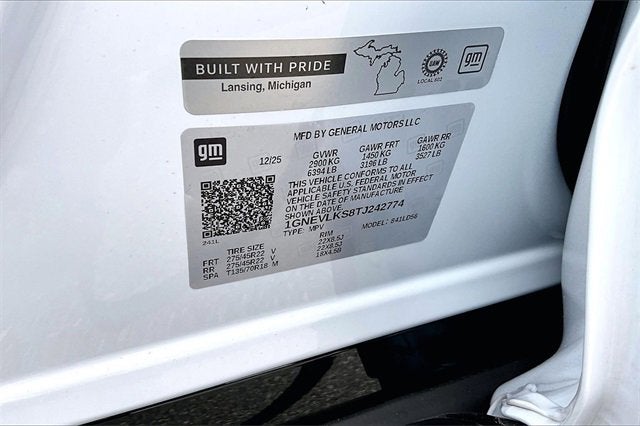 BUILT WITH PRIDE
Lansing, Michigan
UAW
LOCAL 602
gm
gm
MFD BY GENERAL MOTORS LLC
12/25 GVWR GAWR FRT GAWR RR
2900 KG 1450 KG 1600 KG
6394 LB 3196 LB 3527 LB
THIS VEHICLE CONFORMS TO ALL
APPLICABLE U.S. FEDERAL MOTOR
VEHICLE SAFETY STANDARDS IN EFFECT
ON THE DATE OF MANUFACTURE
1GNEVLKS8TJ242774
TYPE: MPV MODEL: 841LD56
241L
TIRE SIZE RIM
FRT 275/45R22 V 22X8.5J
RR 275/45R22 V 22X8.5J
SPA T135/70R18 M 18X4.5B